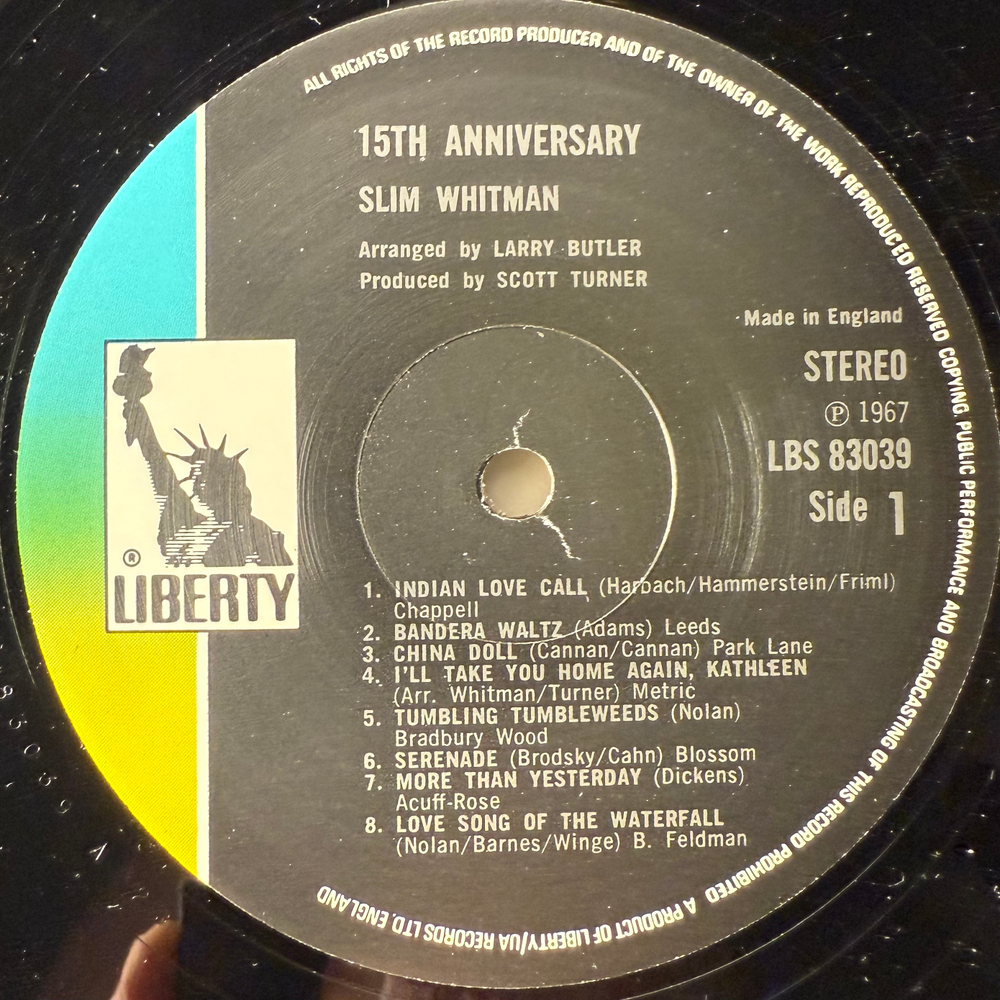 ALL RIGHTS OF THE RECORD PRODUCER AND OF THE OWNER OF THE WORK REPRODUCED RESERVED COPYING, PUBLIC PERFORMANCE AND BROADCASTING OF THIS RECORD PROHIBITED A PRODUCT OF LIBERTY/UA RECORDS LTD. ENGLAND
15TH ANNIVERSARY
SLIM WHITMAN
Arranged by LARRY BUTLER
Produced by SCOTT TURNER
Made in England
STEREO
Ⓟ 1967
LBS 83039
Side 1
®
LIBERTY
1. INDIAN LOVE CALL (Harbach/Hammerstein/Friml)
Chappell
2. BANDERA WALTZ (Adams) Leeds
3. CHINA DOLL (Cannan/Cannan) Park Lane
4. I'LL TAKE YOU HOME AGAIN, KATHLEEN
(Arr. Whitman/Turner) Metric
5. TUMBLING TUMBLEWEEDS (Nolan)
Bradbury Wood
6. SERENADE (Brodsky/Cahn) Blossom
7. MORE THAN YESTERDAY (Dickens)
Acuff-Rose
8. LOVE SONG OF THE WATERFALL
(Nolan/Barnes/Winge) B. Feldman